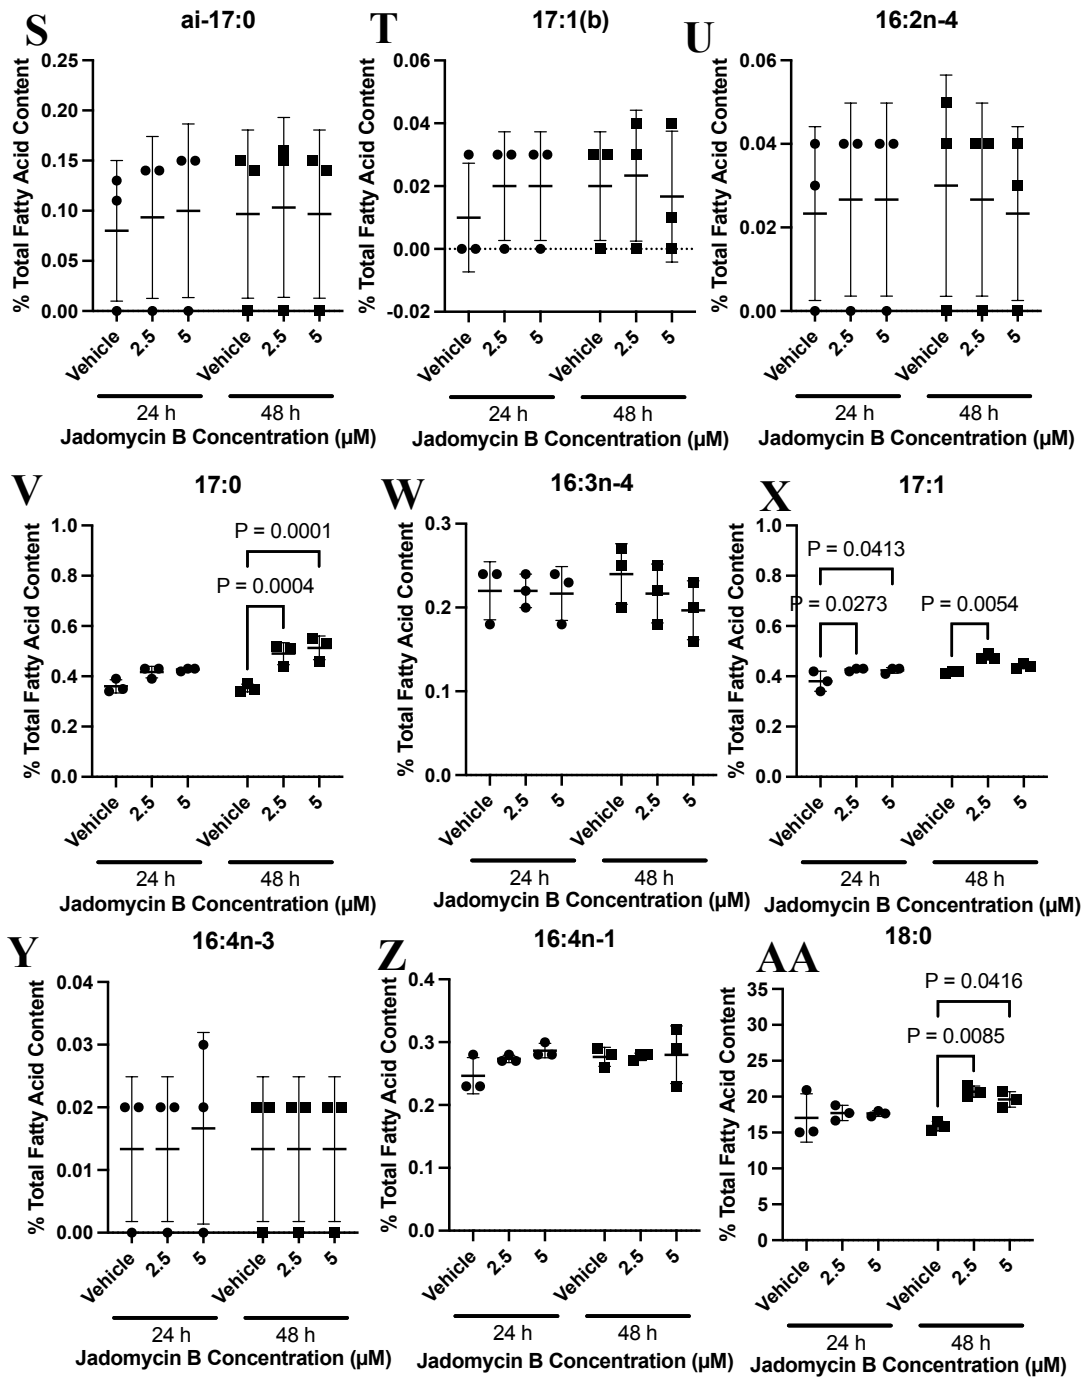 S
ai-17:0
% Total Fatty Acid Content
0.25
0.20
0.15
0.10
0.05
0.00
Vehicle
2.5
5
Vehicle
2.5
5
24 h
48 h
Jadomycin B Concentration (µM)
T
17:1(b)
% Total Fatty Acid Content
0.06
0.04
0.02
0.00
-0.02
Vehicle
2.5
5
Vehicle
2.5
5
24 h
48 h
Jadomycin B Concentration (µM)
U
16:2n-4
% Total Fatty Acid Content
0.06
0.04
0.02
0.00
Vehicle
2.5
5
Vehicle
2.5
5
24 h
48 h
Jadomycin B Concentration (µM)
V
17:0
% Total Fatty Acid Content
1.0
0.8
0.6
0.4
0.2
0.0
P = 0.0001
P = 0.0004
Vehicle
2.5
5
Vehicle
2.5
5
24 h
48 h
Jadomycin B Concentration (µM)
W
16:3n-4
% Total Fatty Acid Content
0.3
0.2
0.1
0.0
Vehicle
2.5
5
Vehicle
2.5
5
24 h
48 h
Jadomycin B Concentration (µM)
X
17:1
% Total Fatty Acid Content
1.0
0.8
0.6
0.4
0.2
0.0
P = 0.0413
P = 0.0273
P = 0.0054
Vehicle
2.5
5
Vehicle
2.5
5
24 h
48 h
Jadomycin B Concentration (µM)
Y
16:4n-3
% Total Fatty Acid Content
0.04
0.03
0.02
0.01
0.00
Vehicle
2.5
5
Vehicle
2.5
5
24 h
48 h
Jadomycin B Concentration (µM)
Z
16:4n-1
% Total Fatty Acid Content
0.4
0.3
0.2
0.1
0.0
Vehicle
2.5
5
Vehicle
2.5
5
24 h
48 h
Jadomycin B Concentration (µM)
AA
18:0
% Total Fatty Acid Content
35
30
25
20
15
10
5
0
P = 0.0416
P = 0.0085
Vehicle
2.5
5
Vehicle
2.5
5
24 h
48 h
Jadomycin B Concentration (µM)